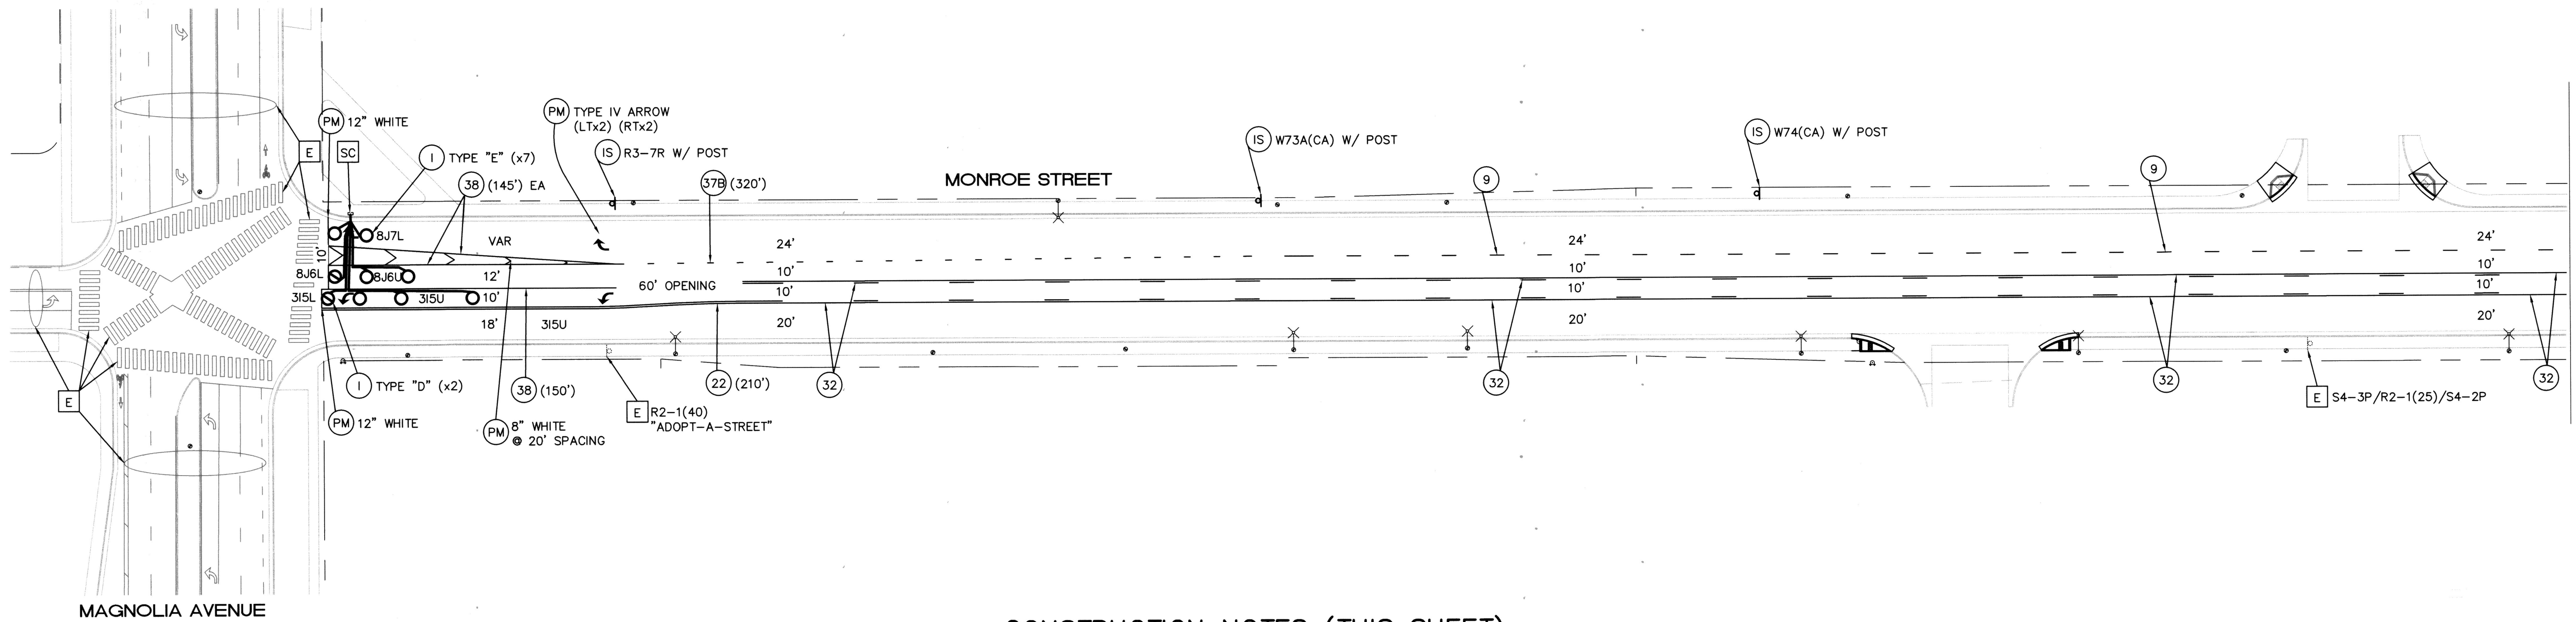 PM 12" WHITE
E
SC
I TYPE "E" (x7)
38 (145') EA
PM TYPE IV ARROW
(LTx2) (RTx2)
IS R3-7R W/ POST
37B (320')
MONROE STREET
IS W73A(CA) W/ POST
9
IS W74(CA) W/ POST
9
8J7L
VAR
10'
24'
24'
24'
8J6L
8J6U
12'
10'
10'
10'
315L
315U
10'
60' OPENING
10'
10'
10'
18'
315U
20'
20'
20'
E
I TYPE "D" (x2)
38 (150')
22 (210')
32
32
32
32
PM 12" WHITE
PM 8" WHITE
@ 20' SPACING
E R2-1(40)
"ADOPT-A-STREET"
E S4-3P/R2-1(25)/S4-2P
MAGNOLIA AVENUE
CONSTRUCTION NOTES (THIS SHEET)